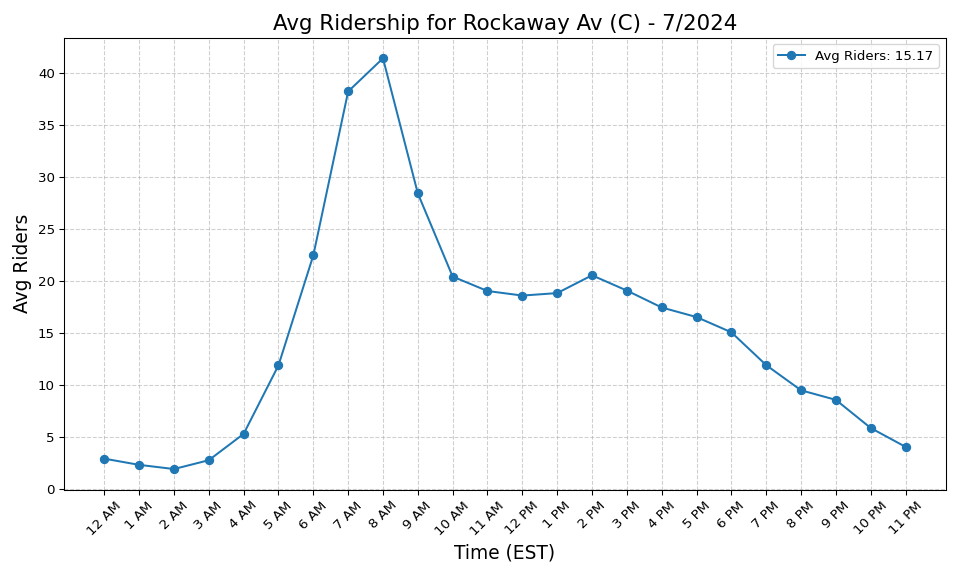 Avg Ridership for Rockaway Av (C) - 7/2024
Avg Riders: 15.17
Avg Riders
40
35
30
25
20
15
10
5
0
12 AM
1 AM
2 AM
3 AM
4 AM
5 AM
6 AM
7 AM
8 AM
9 AM
10 AM
11 AM
12 PM
1 PM
2 PM
3 PM
4 PM
5 PM
6 PM
7 PM
8 PM
9 PM
10 PM
11 PM
Time (EST)